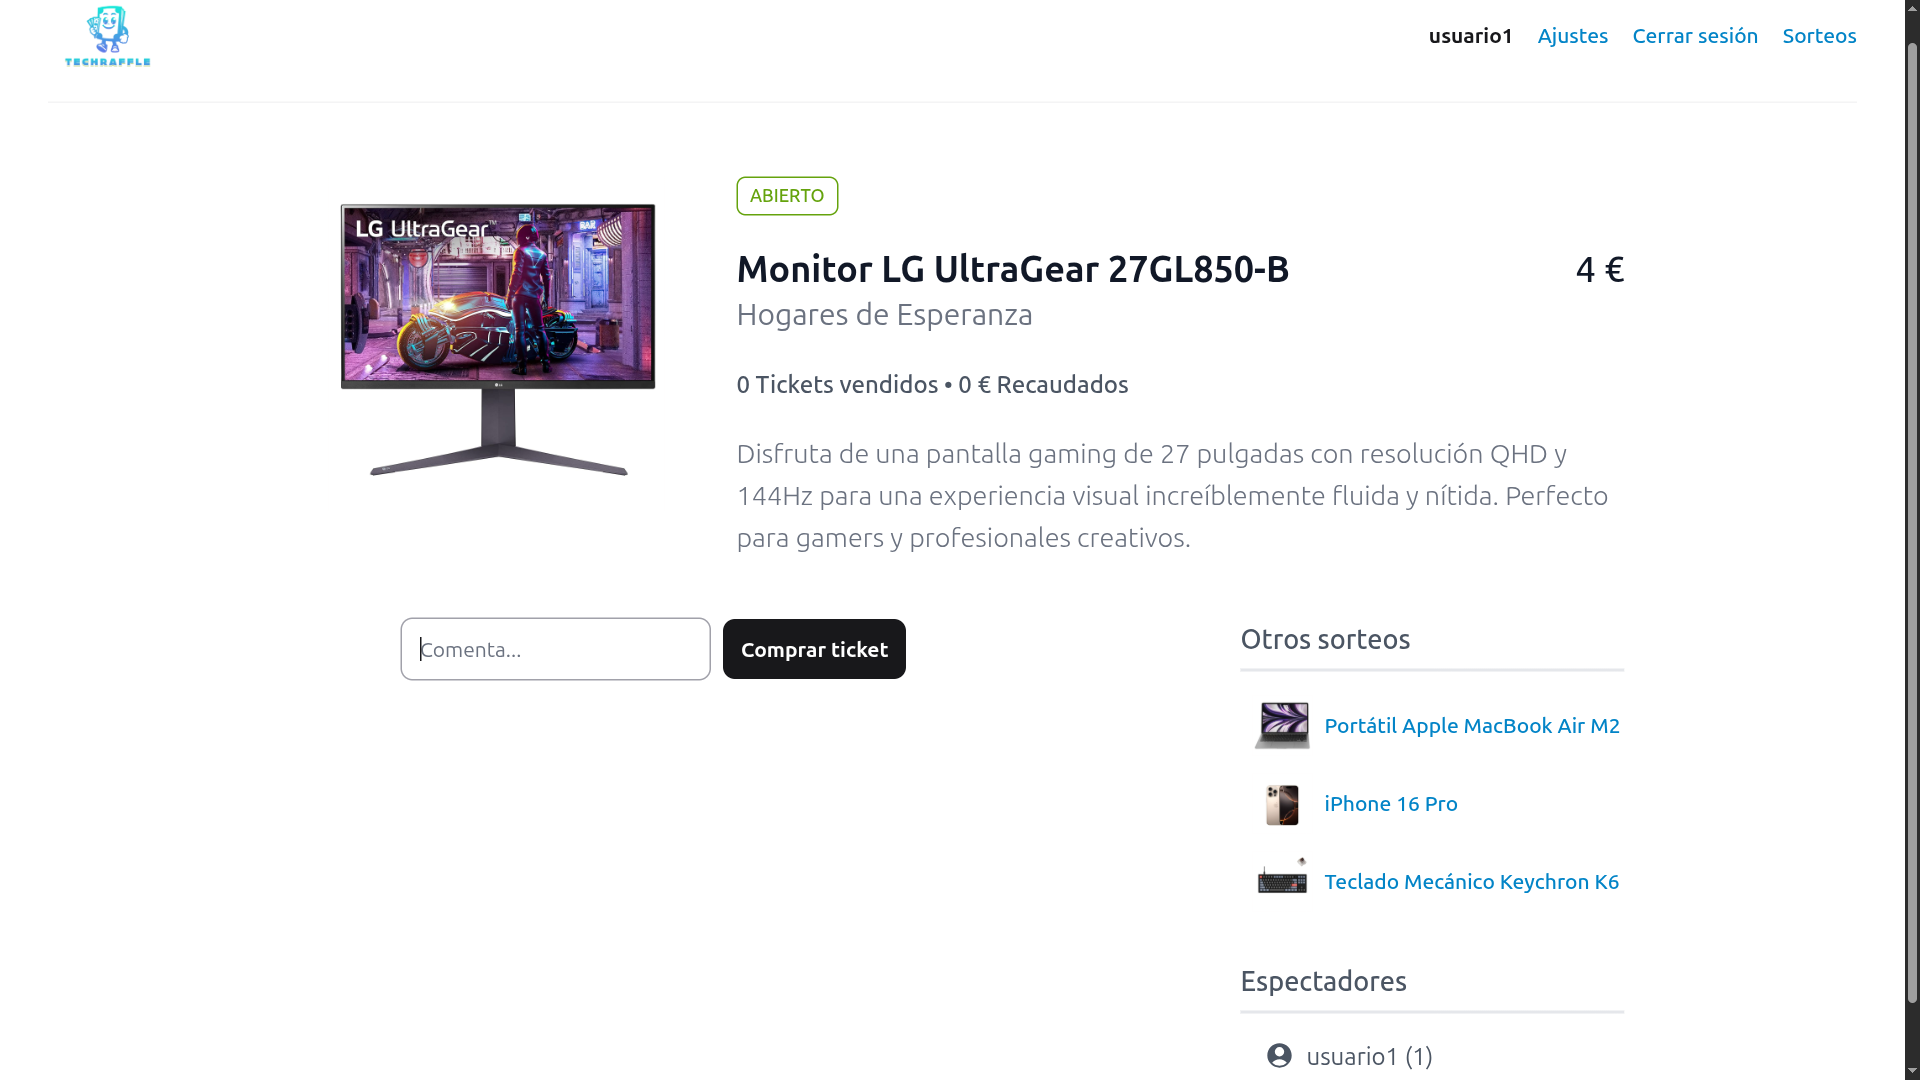 TECHRAFFLE
usuario1 Ajustes Cerrar sesión Sorteos
ABIERTO
LG UltraGear™
BAR
Monitor LG UltraGear 27GL850-B 4 €
Hogares de Esperanza
0 Tickets vendidos • 0 € Recaudados
Disfruta de una pantalla gaming de 27 pulgadas con resolución QHD y
144Hz para una experiencia visual increíblemente fluida y nítida. Perfecto
para gamers y profesionales creativos.
Comenta...
Comprar ticket
Otros sorteos
Portátil Apple MacBook Air M2
iPhone 16 Pro
Teclado Mecánico Keychron K6
Espectadores
usuario1 (1)